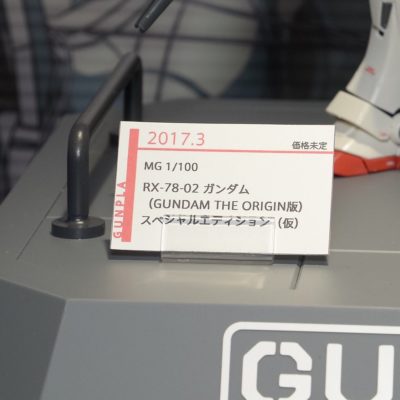 2017.3 価格未定
MG 1/100
RX-78-02 ガンダム
（GUNDAM THE ORIGIN版）
スペシャルエディション（仮）
GUNPLA
GU